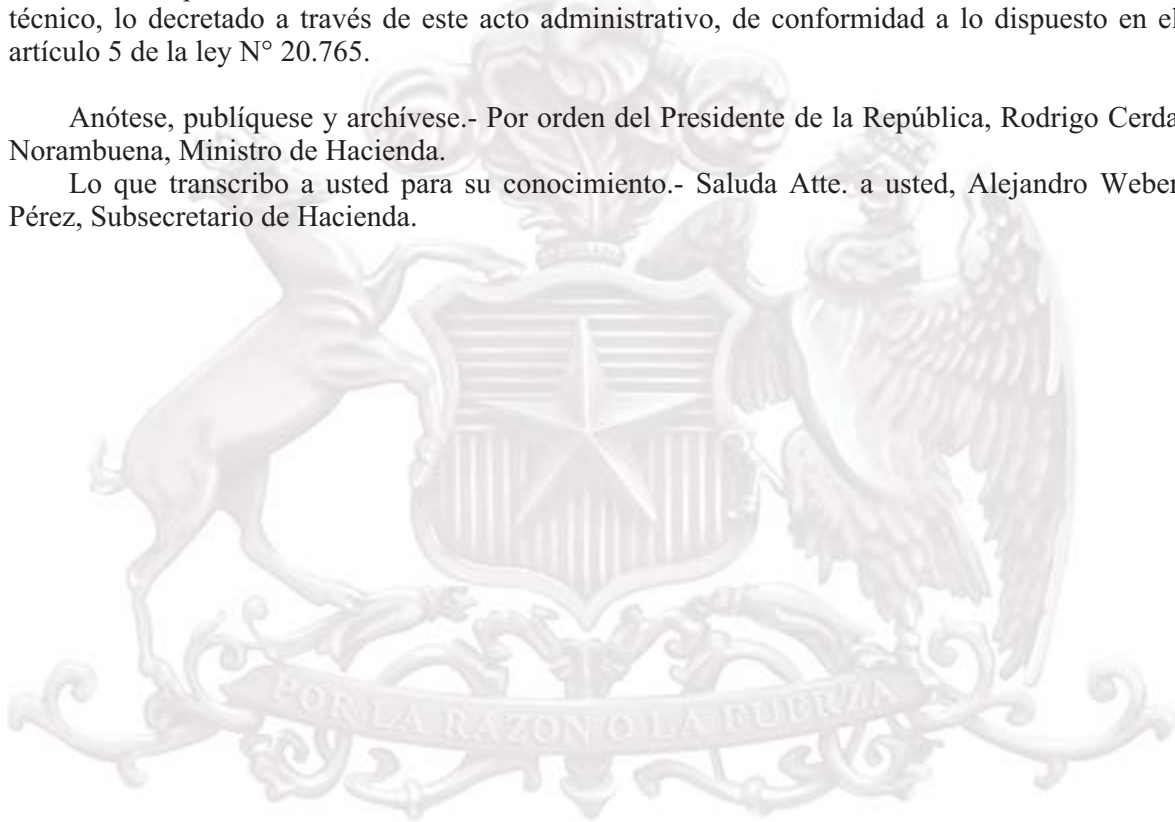 técnico, lo decretado a través de este acto administrativo, de conformidad a lo dispuesto en el
artículo 5 de la ley N° 20.765.
Anótese, publíquese y archívese.- Por orden del Presidente de la República, Rodrigo Cerda
Norambuena, Ministro de Hacienda.
Lo que transcribo a usted para su conocimiento.- Saluda Atte. a usted, Alejandro Weber
Pérez, Subsecretario de Hacienda.
POR LA RAZON O LA FUERZA